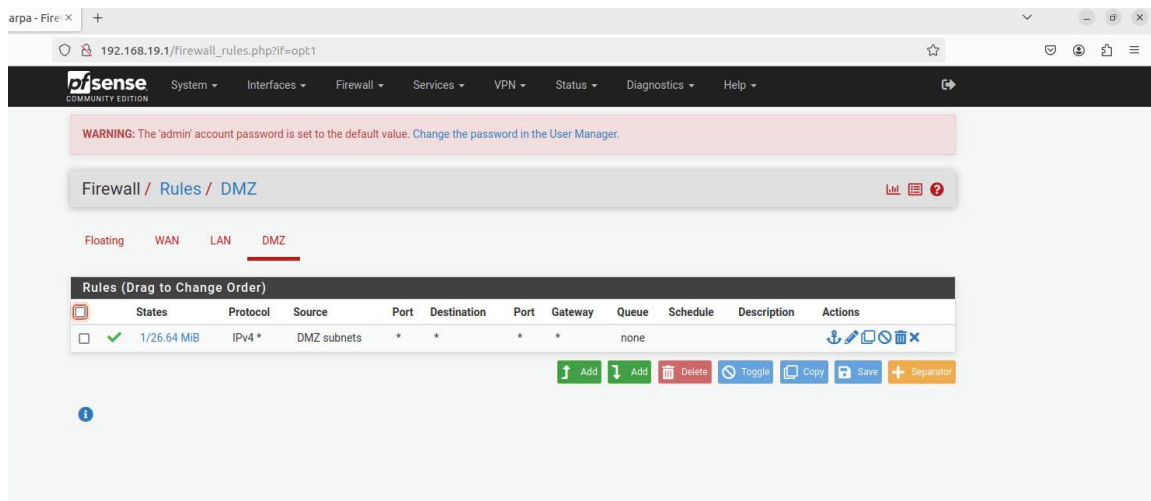 arpa - Fire × +
192.168.19.1/firewall_rules.php?if=opt1
pfsense COMMUNITY EDITION System Interfaces Firewall Services VPN Status Diagnostics Help
WARNING: The 'admin' account password is set to the default value. Change the password in the User Manager.
Firewall / Rules / DMZ
Floating WAN LAN DMZ
Rules (Drag to Change Order)
States Protocol Source Port Destination Port Gateway Queue Schedule Description Actions
1/26.64 MiB IPv4 * DMZ subnets * * * * none
Add Add Delete Toggle Copy Save Separator